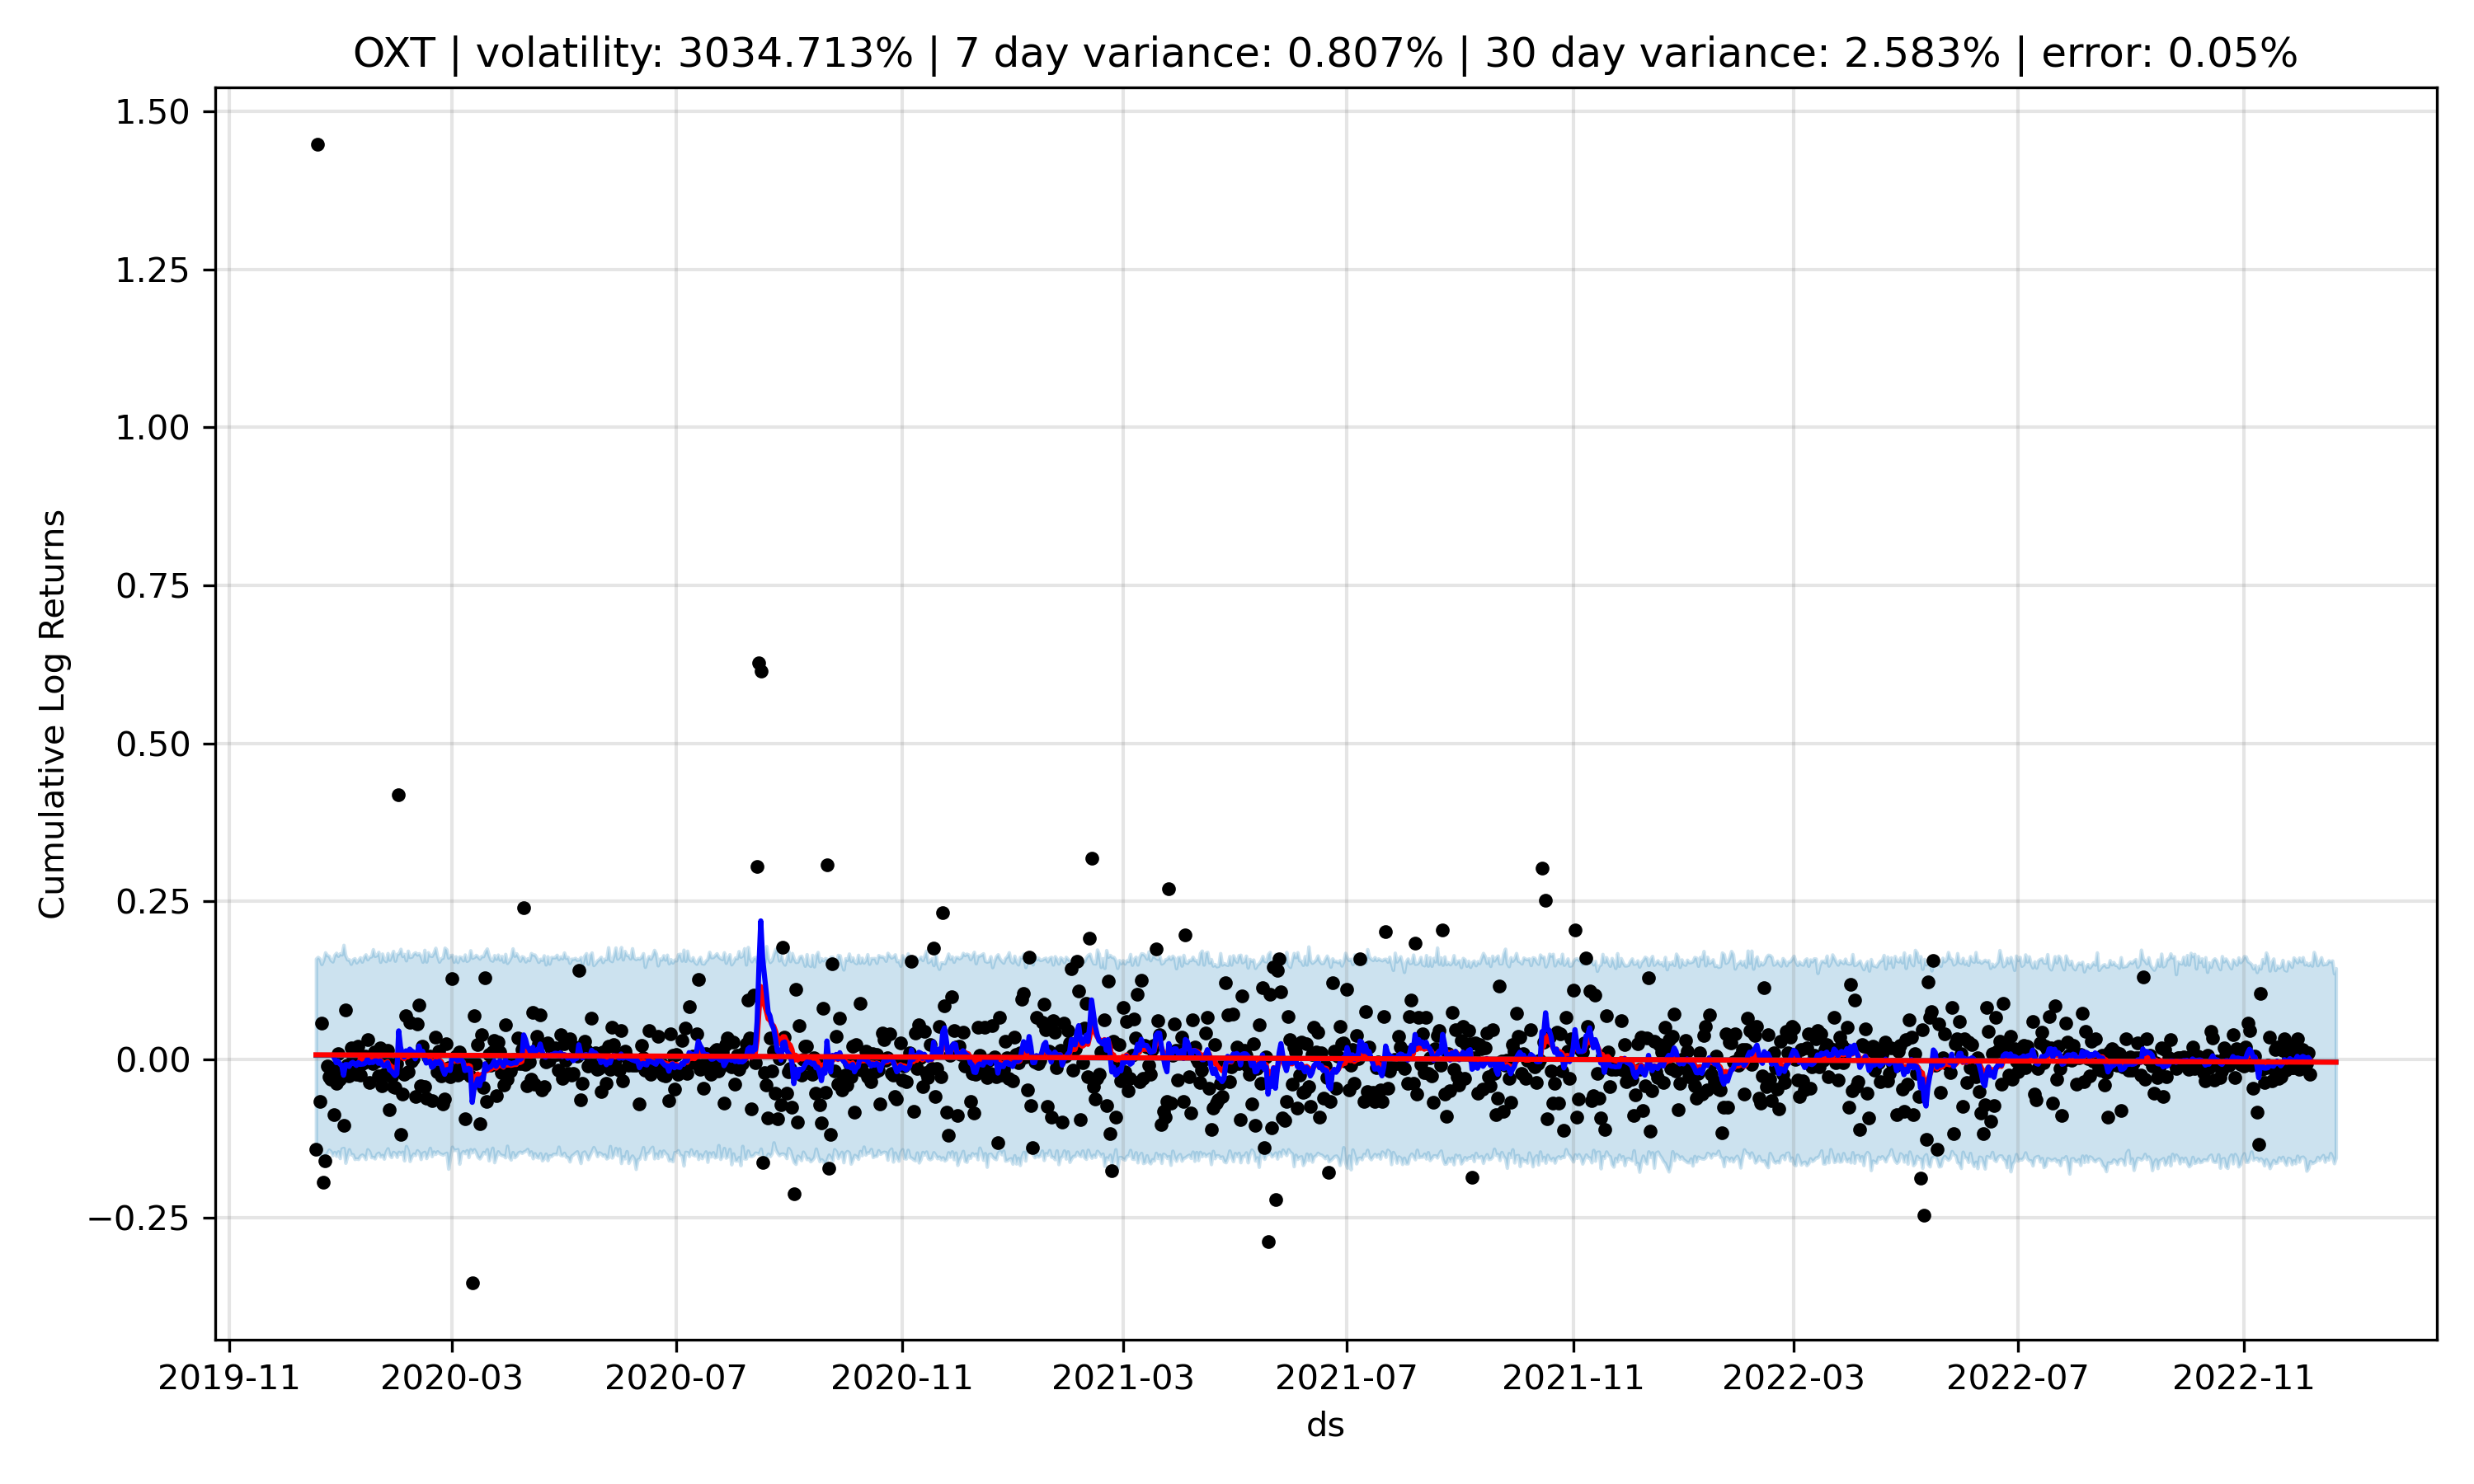 OXT | volatility: 3034.713% | 7 day variance: 0.807% | 30 day variance: 2.583% | error: 0.05%
1.50
1.25
1.00
0.75
0.50
0.25
0.00
−0.25
Cumulative Log Returns
2019-11 2020-03 2020-07 2020-11 2021-03 2021-07 2021-11 2022-03 2022-07 2022-11
ds